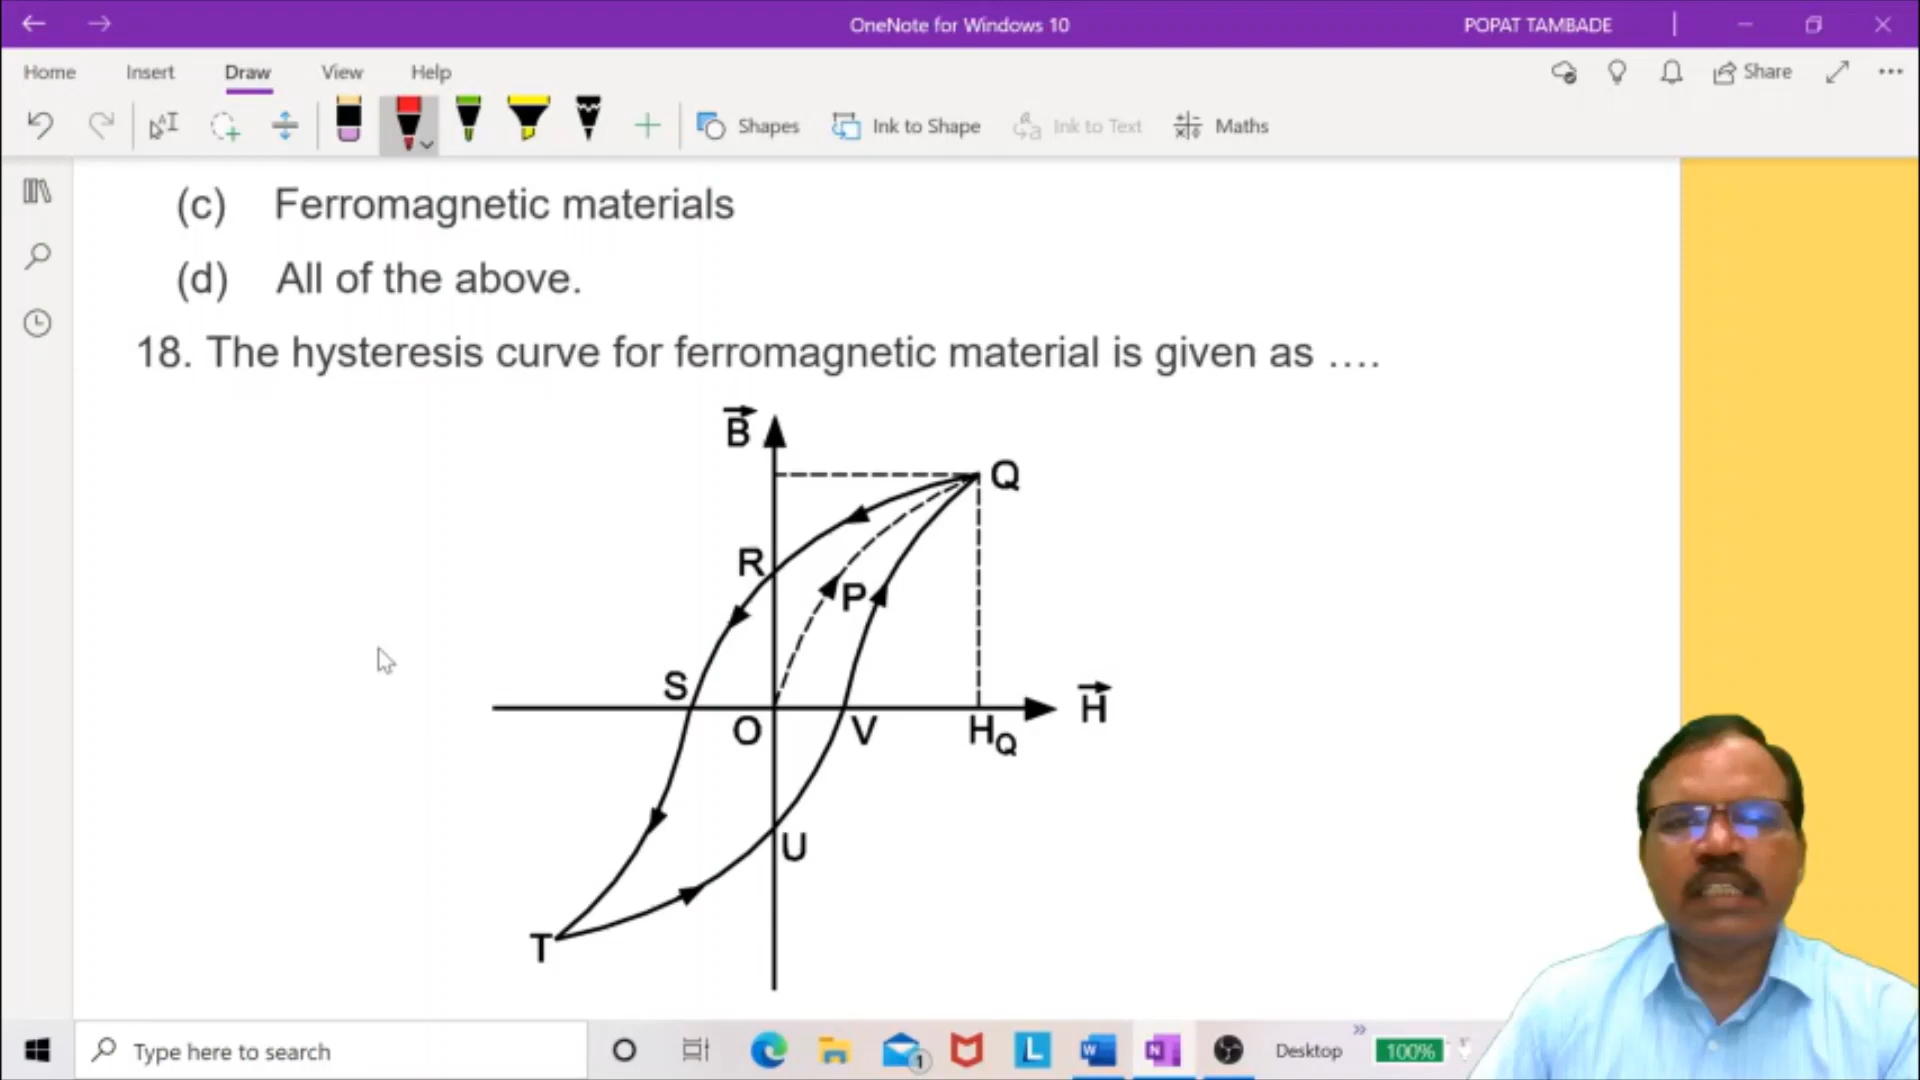 OneNote for Windows 10
POPAT TAMBADE
Home Insert Draw View Help
Share
Shapes Ink to Shape Ink to Text Maths
(c) Ferromagnetic materials
(d) All of the above.
18. The hysteresis curve for ferromagnetic material is given as ....
B
Q
R
P
S
H
O V HQ
U
T
Type here to search
1
Desktop
100%